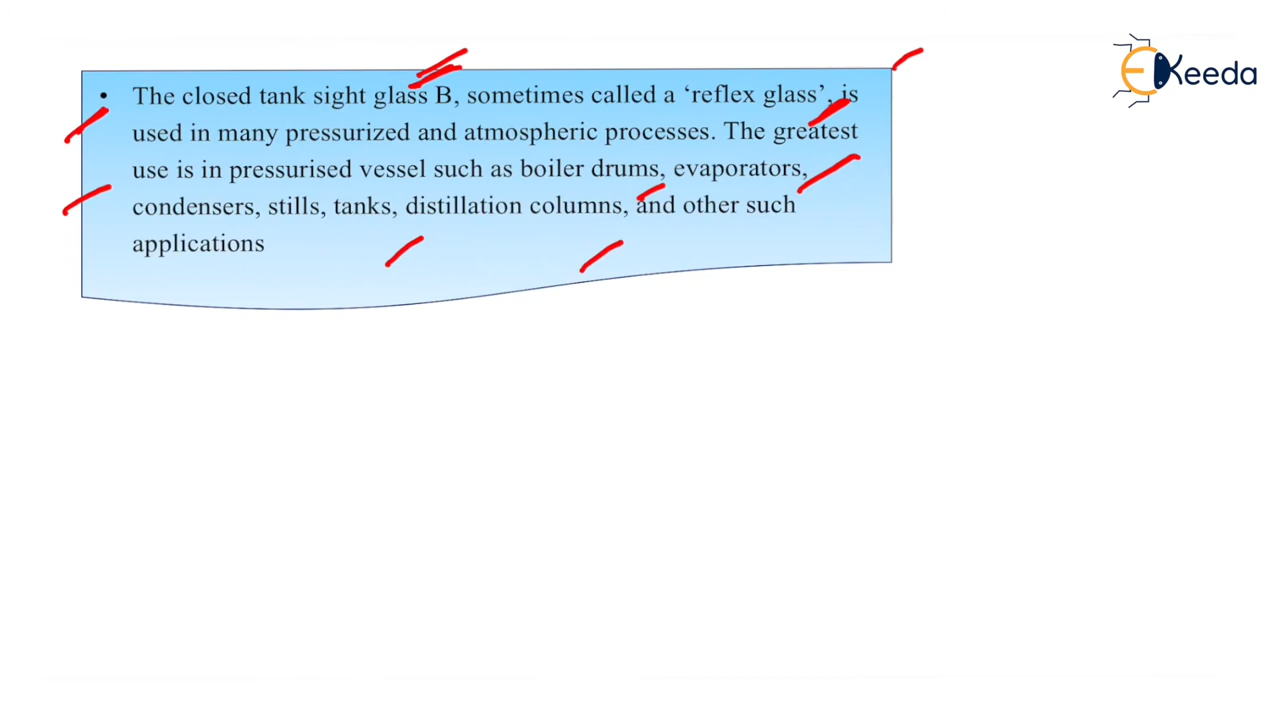 • The closed tank sight glass B, sometimes called a ‘reflex glass’, is
used in many pressurized and atmospheric processes. The greatest
use is in pressurised vessel such as boiler drums, evaporators,
condensers, stills, tanks, distillation columns, and other such
applications
EKeeda